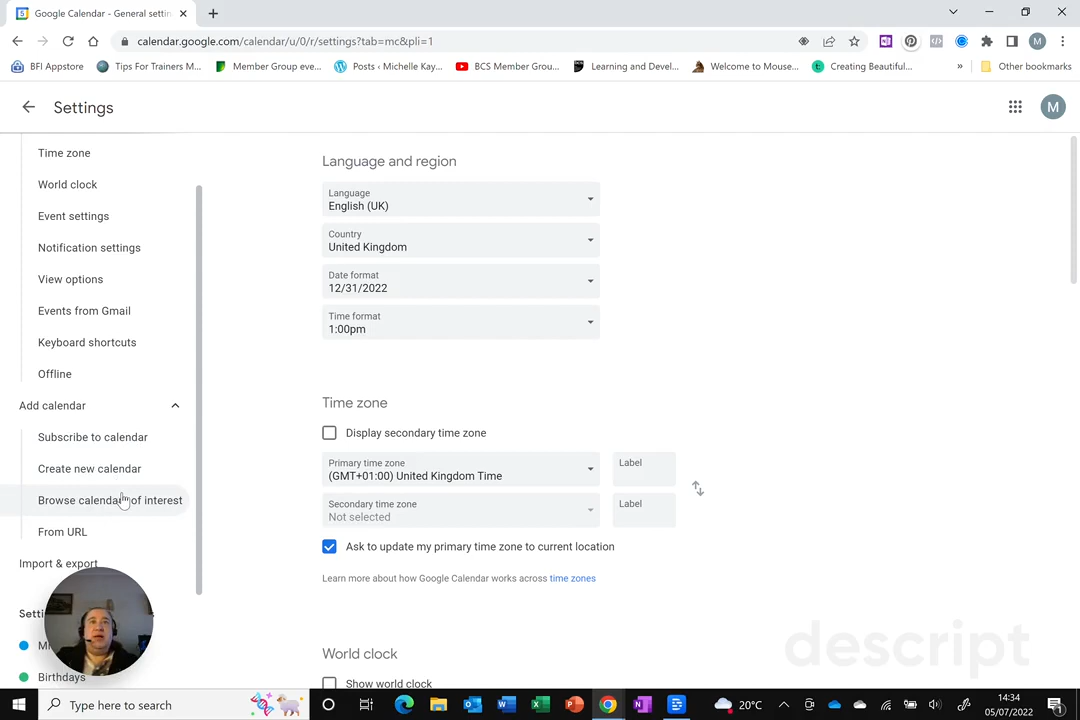 Google Calendar - General settin
calendar.google.com/calendar/u/0/r/settings?tab=mc&pli=1
M
BFI Appstore
Tips For Trainers M...
Member Group eve...
Posts ‹ Michelle Kay...
BCS Member Grou...
Learning and Devel...
Welcome to Mouse...
Creating Beautiful...
»
Other bookmarks
Settings
M
Time zone
World clock
Event settings
Notification settings
View options
Events from Gmail
Keyboard shortcuts
Offline
Add calendar
Subscribe to calendar
Create new calendar
Browse calendars of interest
From URL
Import & export
Setti
Mi
Birthdays
Language and region
Language
English (UK)
Country
United Kingdom
Date format
12/31/2022
Time format
1:00pm
Time zone
Display secondary time zone
Primary time zone
(GMT+01:00) United Kingdom Time
Label
Secondary time zone
Not selected
Label
Ask to update my primary time zone to current location
Learn more about how Google Calendar works across time zones
World clock
Show world clock
descript
Type here to search
20°C
14:34
05/07/2022